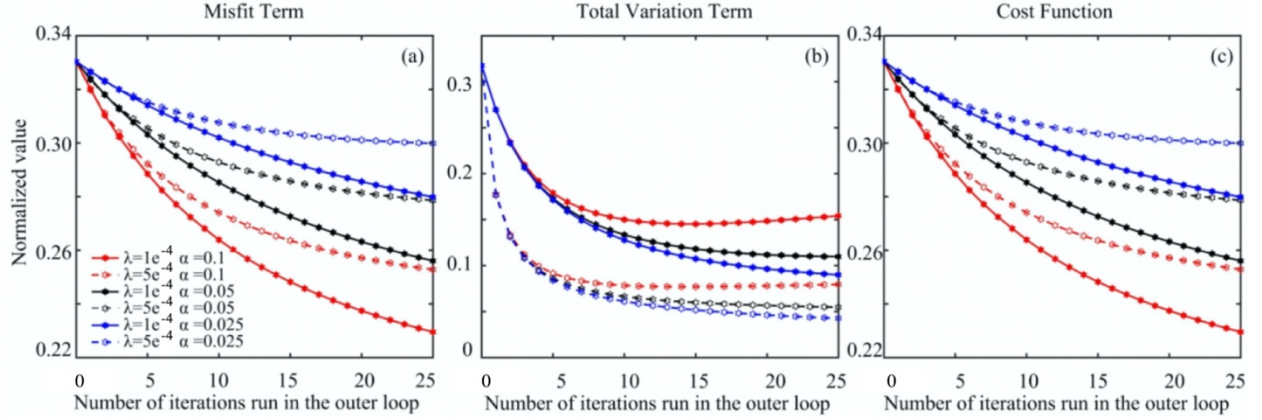 Misfit Term
Total Variation Term
Cost Function
0.34
(a)
0.30
0.26
0.22
Normalized value
λ=1e⁻⁴ α=0.1
λ=5e⁻⁴ α=0.1
λ=1e⁻⁴ α=0.05
λ=5e⁻⁴ α=0.05
λ=1e⁻⁴ α=0.025
λ=5e⁻⁴ α=0.025
0 5 10 15 20 25
Number of iterations run in the outer loop
(b)
0.3
0.2
0.1
0
0 5 10 15 20 25
Number of iterations run in the outer loop
0.34
(c)
0.30
0.26
0.22
0 5 10 15 20 25
Number of iterations run in the outer loop